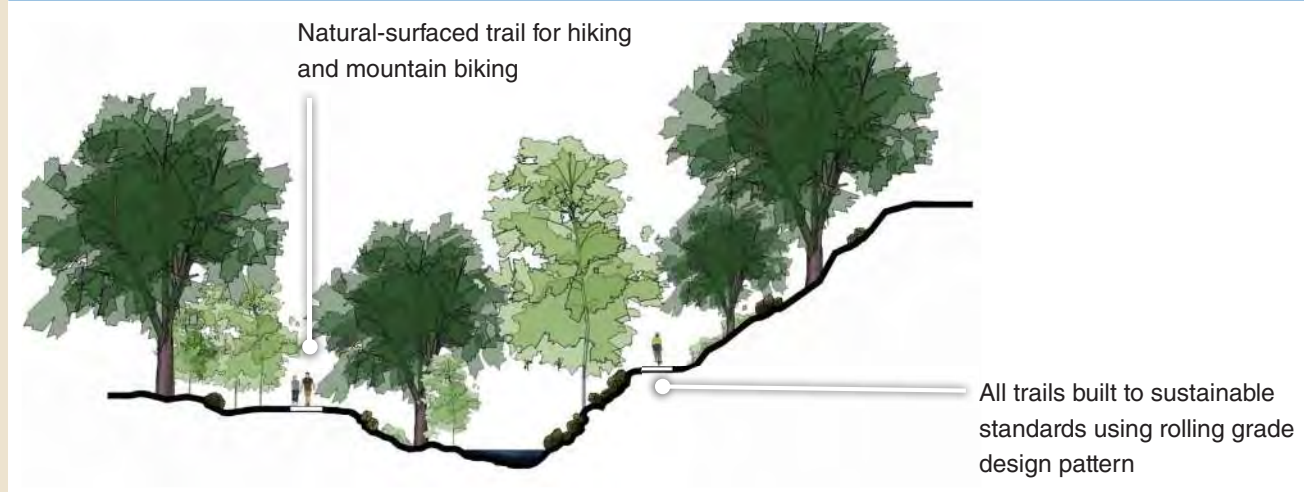 Natural-surfaced trail for hiking
and mountain biking
All trails built to sustainable
standards using rolling grade
design pattern